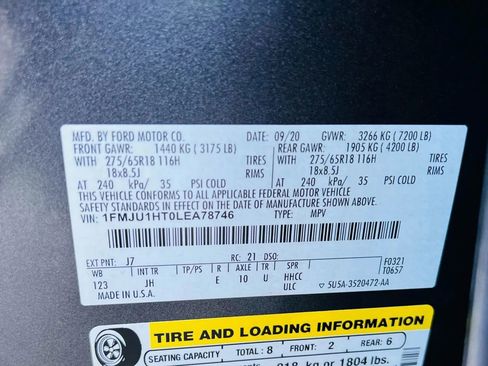 MFD. BY FORD MOTOR CO. DATE: 09/20 GVWR: 3266 KG ( 7200 LB)
FRONT GAWR: 1440 KG ( 3175 LB) REAR GAWR: 1905 KG ( 4200 LB)
WITH 275/65R18 116H TIRES WITH 275/65R18 116H TIRES
18x8.5J RIMS 18x8.5J RIMS
AT 240 kPa/ 35 PSI COLD AT 240 kPa/ 35 PSI COLD
THIS VEHICLE CONFORMS TO ALL APPLICABLE FEDERAL MOTOR VEHICLE
SAFETY STANDARDS IN EFFECT ON THE DATE OF MANUFACTURE SHOWN ABOVE.
VIN: 1FMJU1HT0LEA78746 TYPE: MPV
EXT PNT: J7 RC: 21 DSO: F0321
WB INT TR TP/PS R AXLE TR SPR T0657
123 JH E 10 U HHCC
ULC 5U5A-3520472-AA
MADE IN U.S.A.
TIRE AND LOADING INFORMATION
SEATING CAPACITY TOTAL: 8 FRONT: 2 REAR: 6
kg or 1804 lbs.